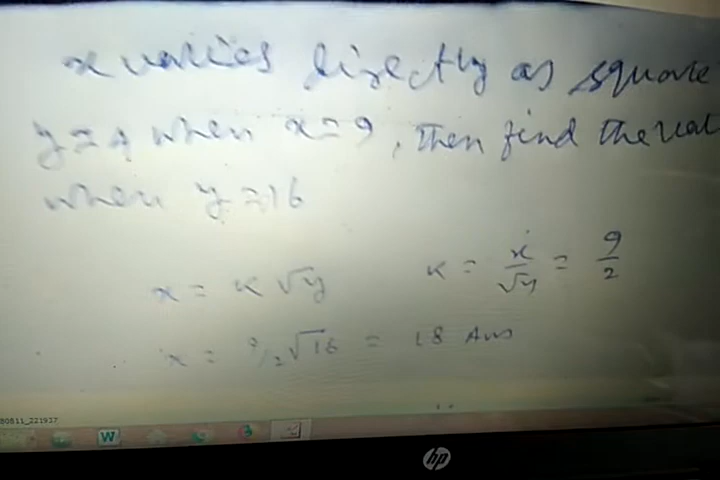 x varies directly as square
y = 4 when x = 9, then find the val
when y = 16
x = K √y K = x/√y = 9/2
x = 9/2 √16 = 18 Ans
80811_221937
W
hp